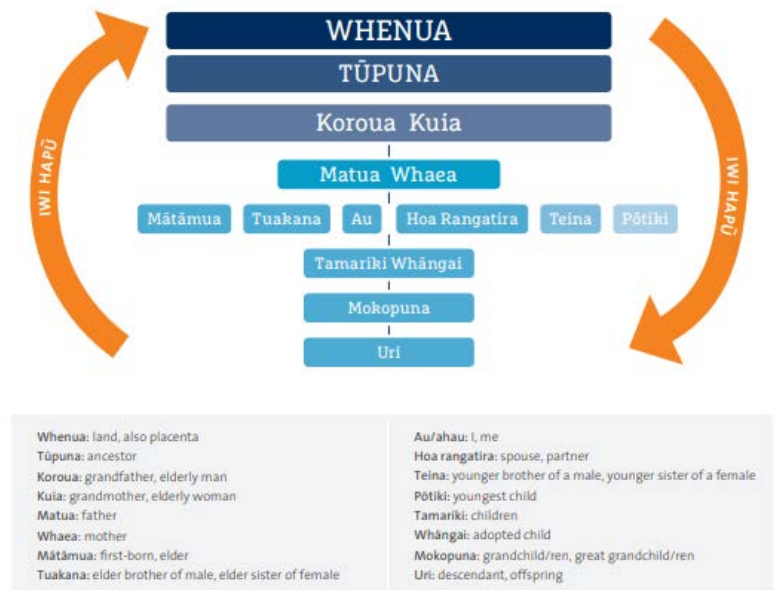 WHENUA
TŪPUNA
Koroua Kuia
IWI HAPŪ
IWI HAPŪ
Matua Whaea
Mātāmua Tuakana Au Hoa Rangatira Teina Pōtiki
Tamariki Whāngai
Mokopuna
Uri
Whenua: land, also placenta
Tūpuna: ancestor
Koroua: grandfather, elderly man
Kuia: grandmother, elderly woman
Matua: father
Whaea: mother
Mātāmua: first-born, elder
Tuakana: elder brother of male, elder sister of female
Au/ahau: I, me
Hoa rangatira: spouse, partner
Teina: younger brother of a male, younger sister of a female
Pōtiki: youngest child
Tamariki: children
Whāngai: adopted child
Mokopuna: grandchild/ren, great grandchild/ren
Uri: descendant, offspring